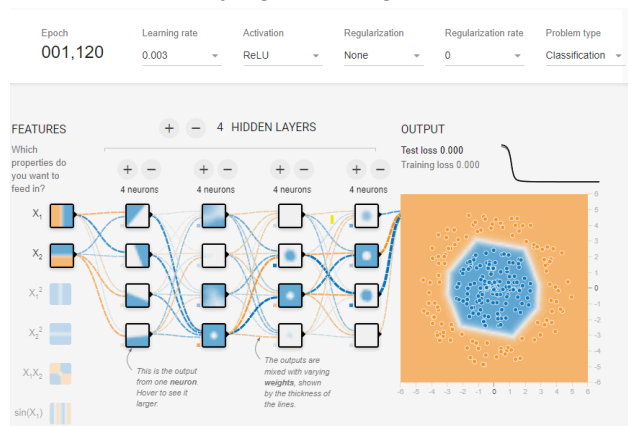 Epoch
001,120
Learning rate
0.003
Activation
ReLU
Regularization
None
Regularization rate
0
Problem type
Classification
FEATURES
Which
properties do
you want to
feed in?
X₁
X₂
X₁²
X₂²
X₁X₂
sin(X₁)
+ − 4 HIDDEN LAYERS
+ −
4 neurons
+ −
4 neurons
+ −
4 neurons
+ −
4 neurons
This is the output
from one neuron.
Hover to see it
larger.
The outputs are
mixed with varying
weights, shown
by the thickness of
the lines.
OUTPUT
Test loss 0.000
Training loss 0.000
6
5
4
3
2
1
0
-1
-2
-3
-4
-5
-6
-6 -5 -4 -3 -2 -1 0 1 2 3 4 5 6